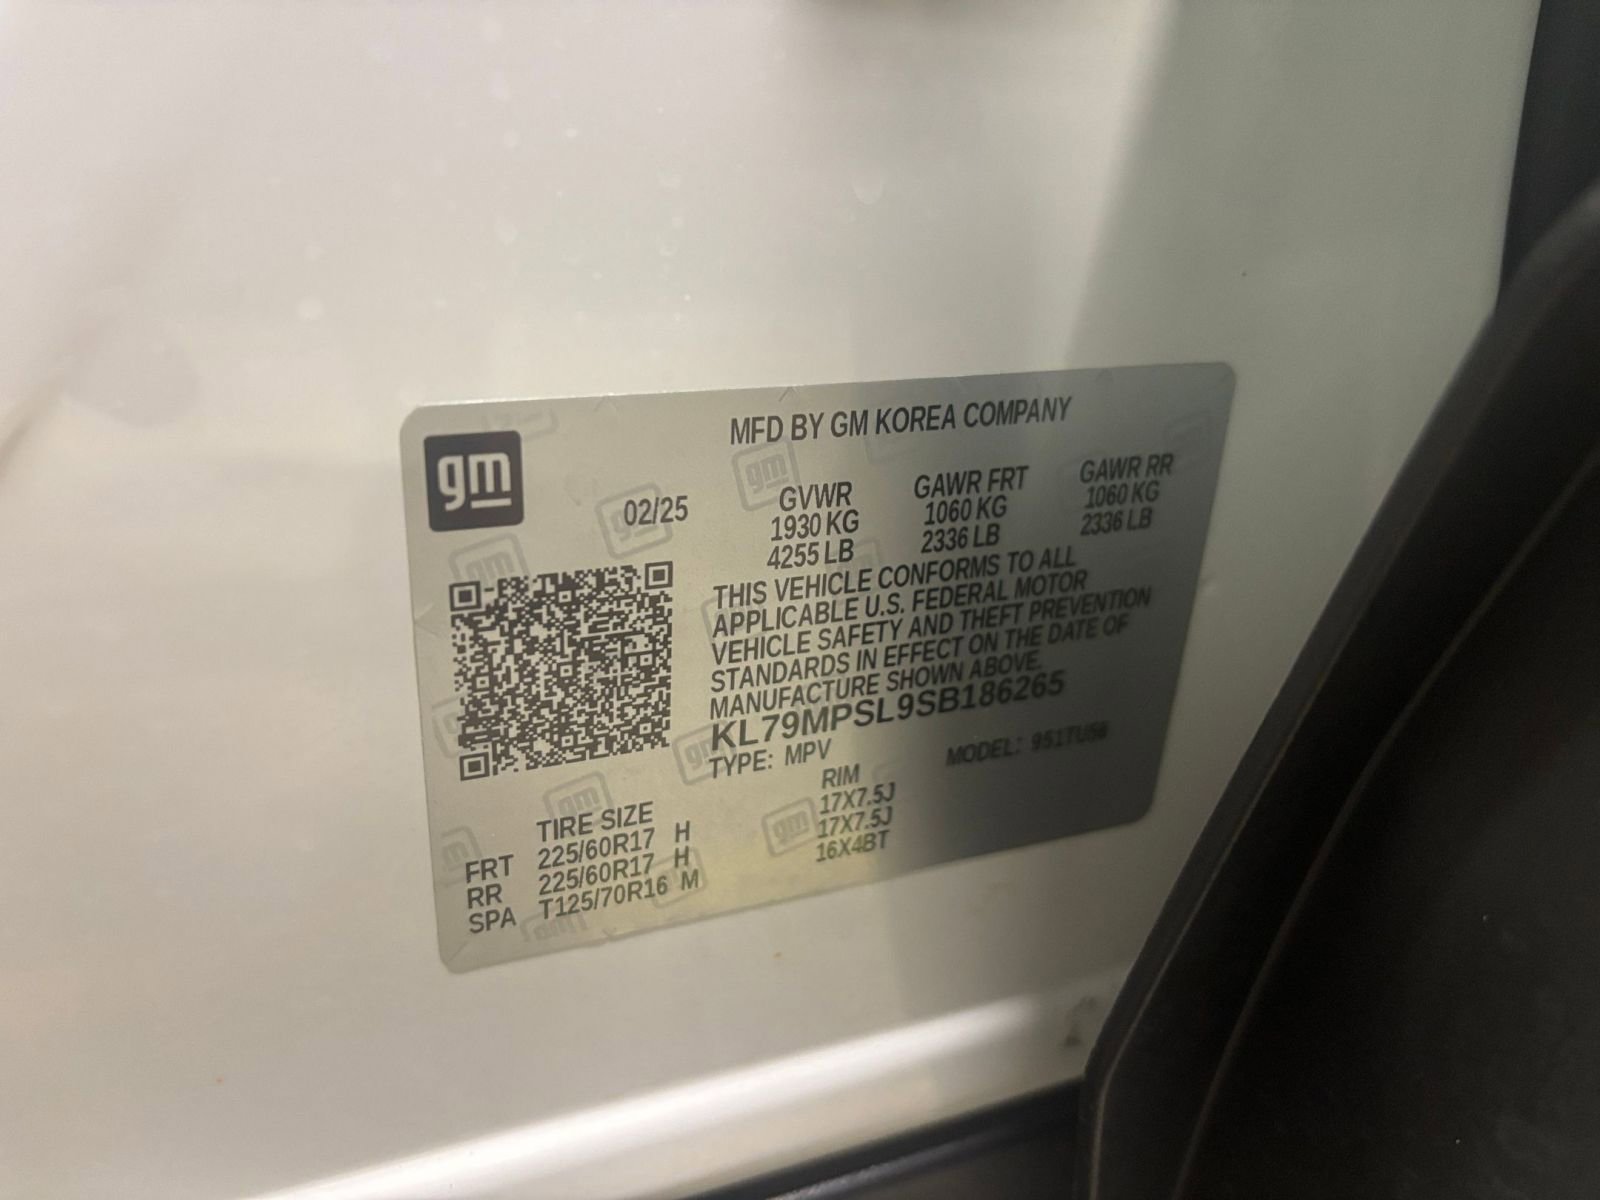 gm
MFD BY GM KOREA COMPANY
02/25
GVWR GAWR FRT GAWR RR
1930 KG 1060 KG 1060 KG
4255 LB 2336 LB 2336 LB
THIS VEHICLE CONFORMS TO ALL
APPLICABLE U.S. FEDERAL MOTOR
VEHICLE SAFETY AND THEFT PREVENTION
STANDARDS IN EFFECT ON THE DATE OF
MANUFACTURE SHOWN ABOVE.
KL79MPSL9SB186265
TYPE: MPV MODEL:
TIRE SIZE RIM
FRT 225/60R17 H 17X7.5J
RR 225/60R17 H 17X7.5J
SPA T125/70R16 M 16X4BT